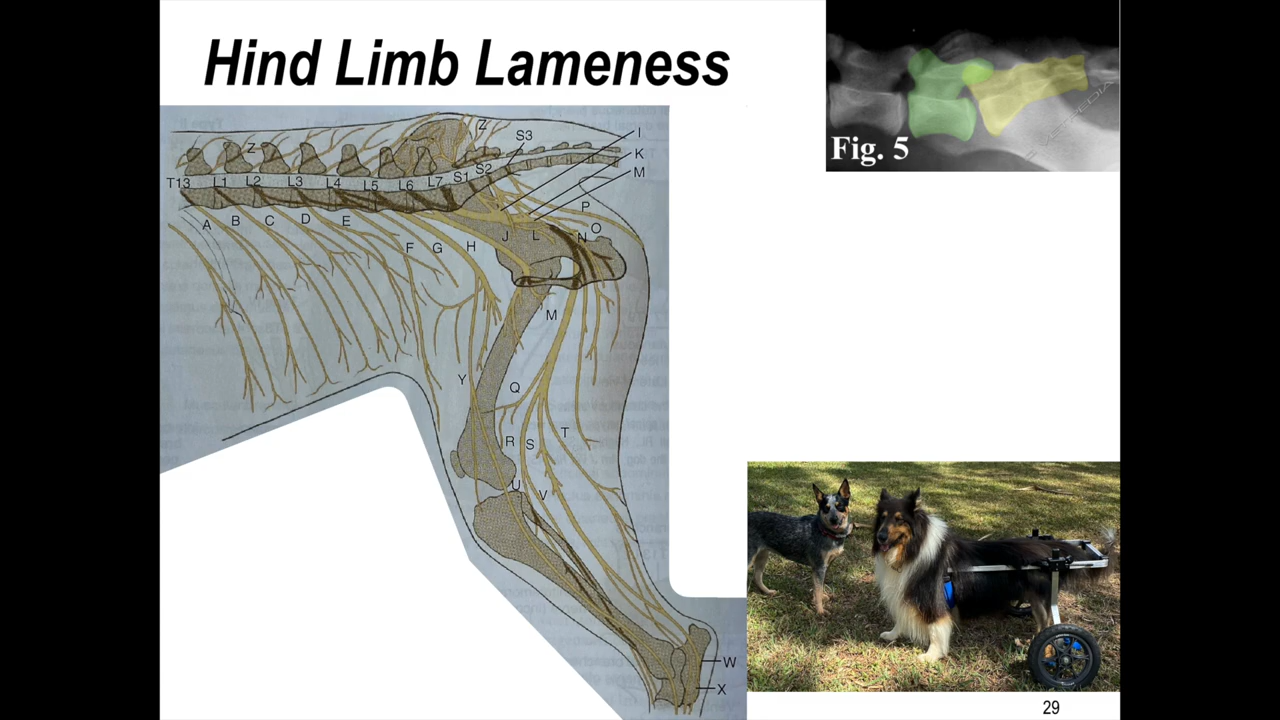 Hind Limb Lameness
Fig. 5
Z
Z
S3
I
K
M
T13 L1 L2 L3 L4 L5 L6 L7 S1 S2
P
A B C D E
O
F G H J L N
M
Y
Q
R S T
U V
W
X
29